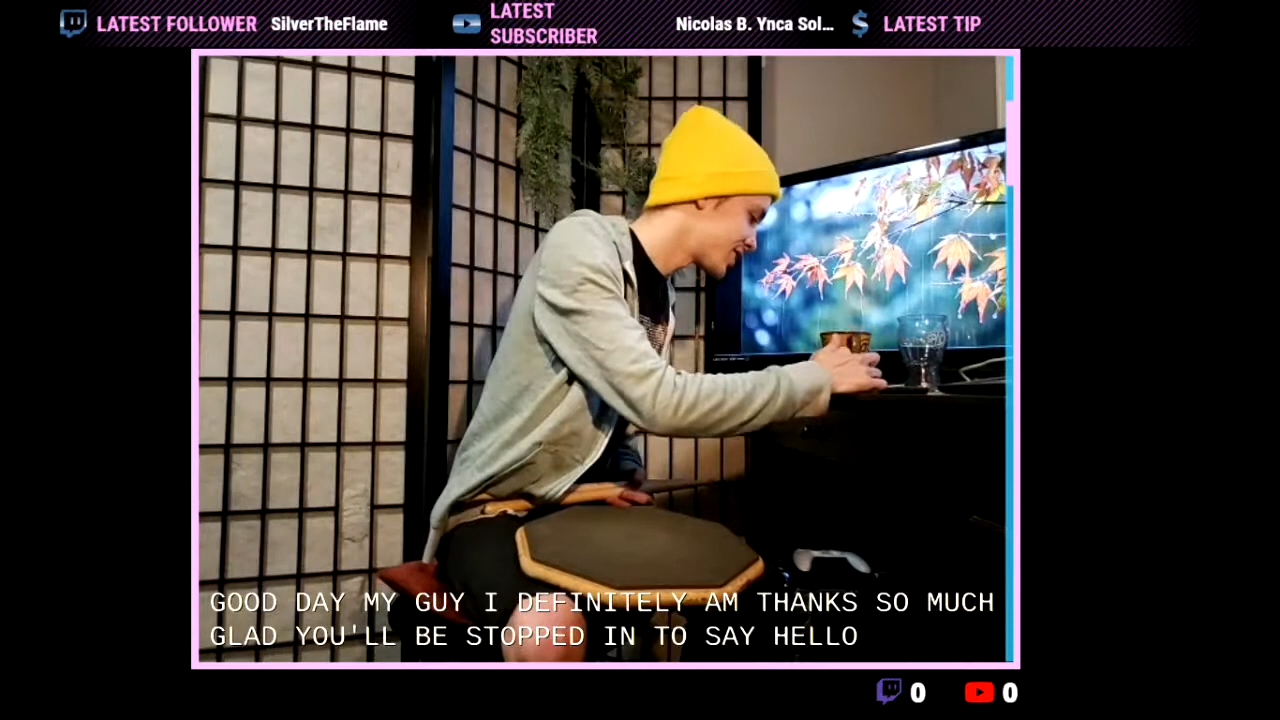 LATEST FOLLOWER SilverTheFlame
LATEST
SUBSCRIBER
Nicolas B. Ynca Sol...
LATEST TIP
GOOD DAY MY GUY I DEFINITELY AM THANKS SO MUCH
GLAD YOU'LL BE STOPPED IN TO SAY HELLO
0
0